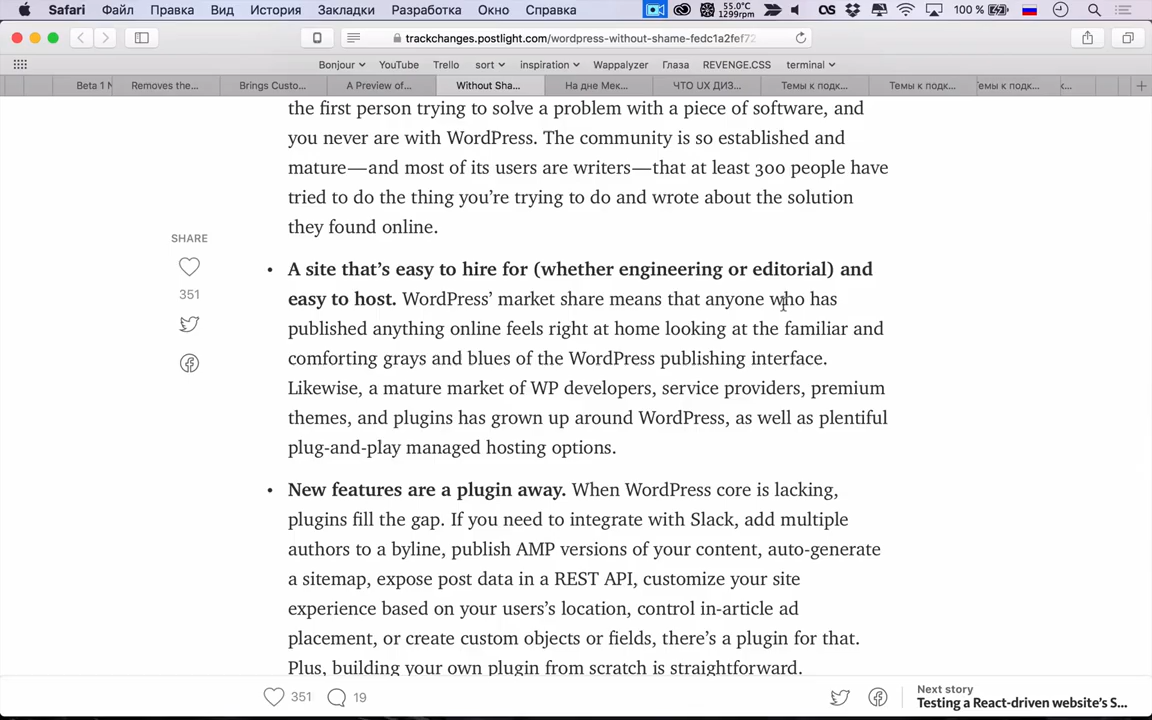 Safari Файл Правка Вид История Закладки Разработка Окно Справка 55.0°C 1299rpm OS 100 %
trackchanges.postlight.com/wordpress-without-shame-fedc1a2fef72
Bonjour YouTube Trello sort inspiration Wappalyzer Глаза REVENGE.CSS terminal
Beta 1 Removes the... Brings Custo... A Preview of... Without Sha... На дне Мек... ЧТО UX ДИЗ... Темы к подк... Темы к подк... Темы к подк...
the first person trying to solve a problem with a piece of software, and
you never are with WordPress. The community is so established and
mature—and most of its users are writers—that at least 300 people have
tried to do the thing you’re trying to do and wrote about the solution
they found online.
SHARE
351
• A site that’s easy to hire for (whether engineering or editorial) and
easy to host. WordPress’ market share means that anyone who has
published anything online feels right at home looking at the familiar and
comforting grays and blues of the WordPress publishing interface.
Likewise, a mature market of WP developers, service providers, premium
themes, and plugins has grown up around WordPress, as well as plentiful
plug-and-play managed hosting options.
• New features are a plugin away. When WordPress core is lacking,
plugins fill the gap. If you need to integrate with Slack, add multiple
authors to a byline, publish AMP versions of your content, auto-generate
a sitemap, expose post data in a REST API, customize your site
experience based on your users’s location, control in-article ad
placement, or create custom objects or fields, there’s a plugin for that.
Plus, building your own plugin from scratch is straightforward.
351 19
Next story
Testing a React-driven website’s S...